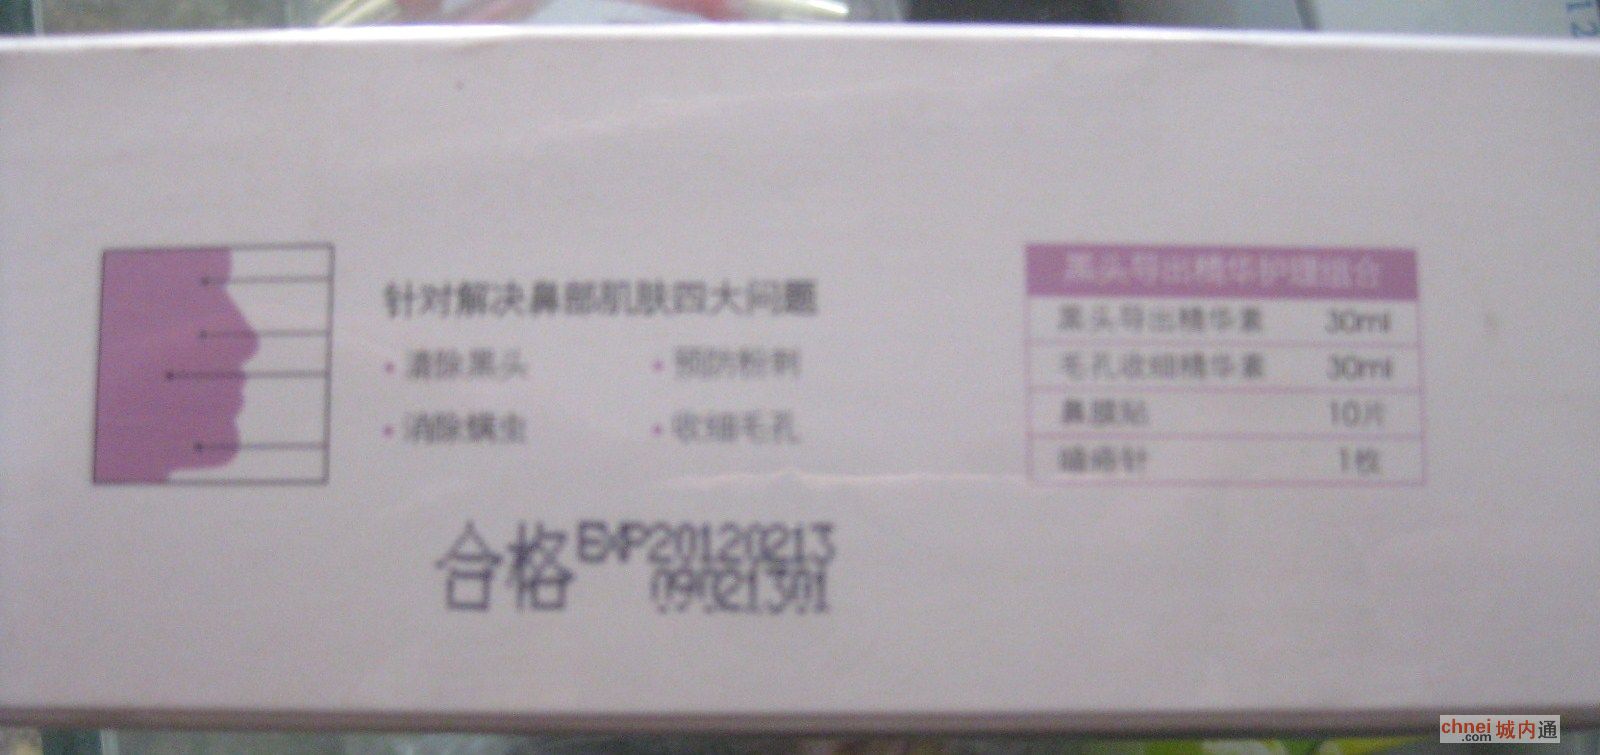 针对解决鼻部肌肤四大问题
• 清除黑头 • 预防粉刺
• 消除螨虫 • 收细毛孔
黑头导出精华护理组合
黑头导出精华素 30ml
毛孔收细精华素 30ml
鼻膜贴 10片
暗疮针 1枚
合格 EXP20120213
09021301
12
chnei.com 城内通